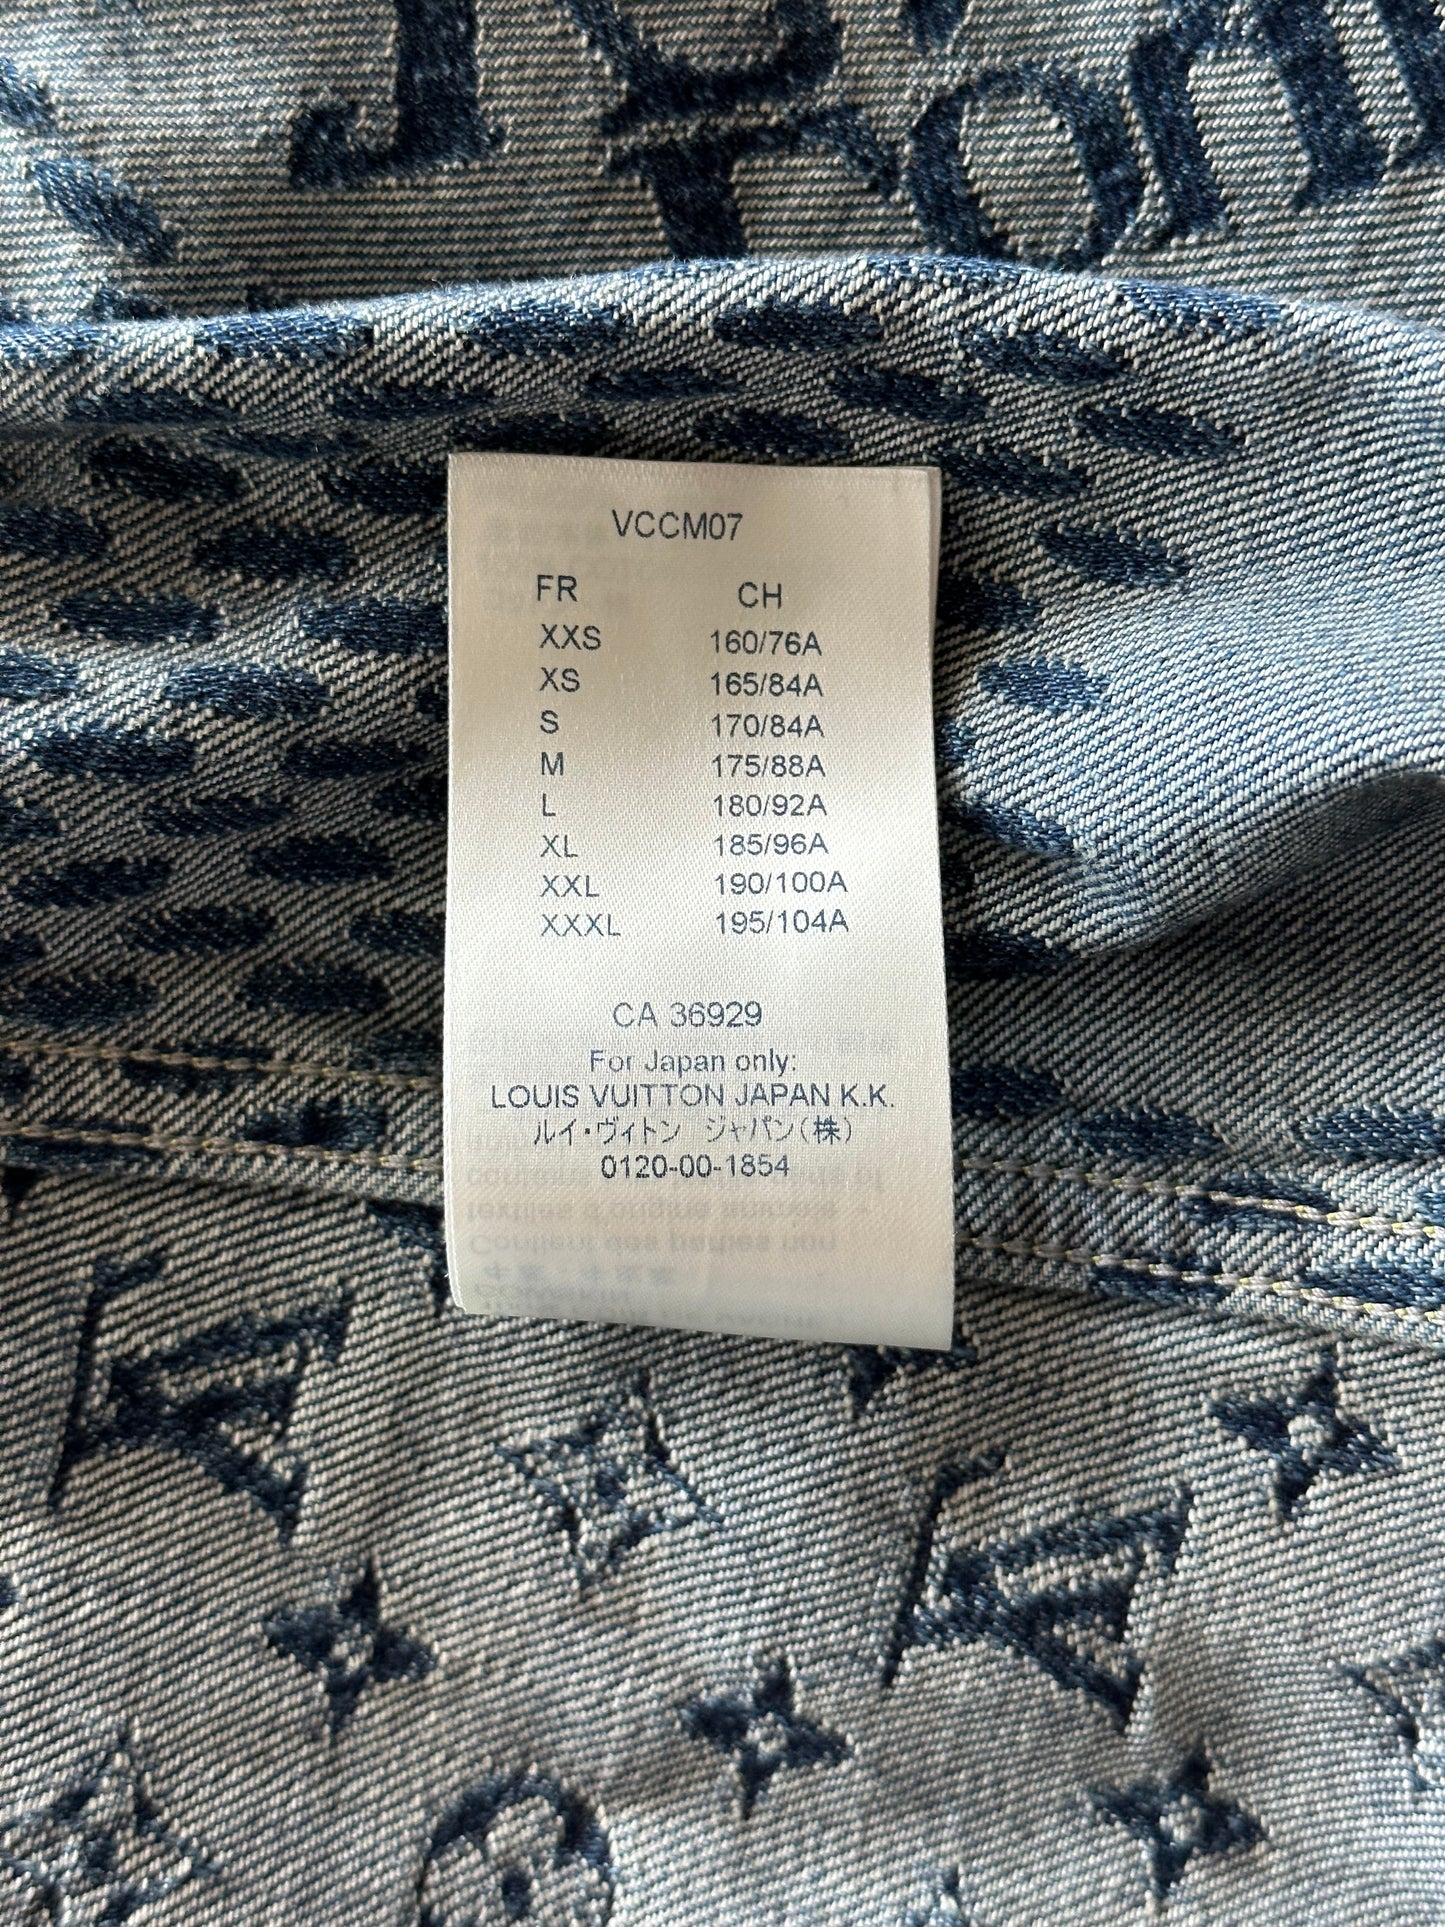 VCCM07
FR CH
XXS 160/76A
XS 165/84A
S 170/84A
M 175/88A
L 180/92A
XL 185/96A
XXL 190/100A
XXXL 195/104A
CA 36929
For Japan only:
LOUIS VUITTON JAPAN K.K.
ルイ・ヴィトン ジャパン(株)
0120-00-1854